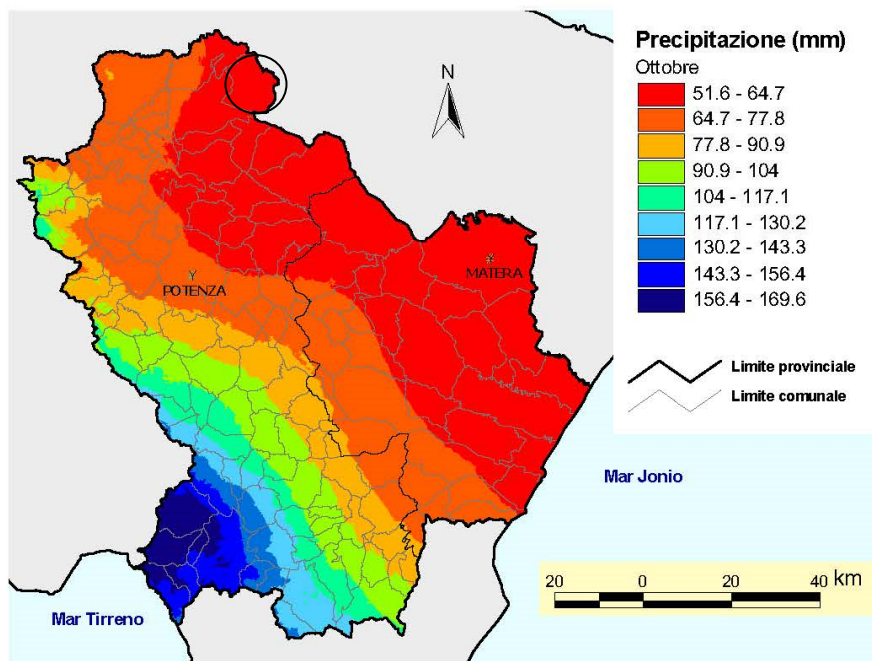 Precipitazione (mm)
Ottobre
51.6 - 64.7
64.7 - 77.8
77.8 - 90.9
90.9 - 104
104 - 117.1
117.1 - 130.2
130.2 - 143.3
143.3 - 156.4
156.4 - 169.6
Limite provinciale
Limite comunale
N
MATERA
POTENZA
Mar Jonio
Mar Tirreno
20 0 20 40 km